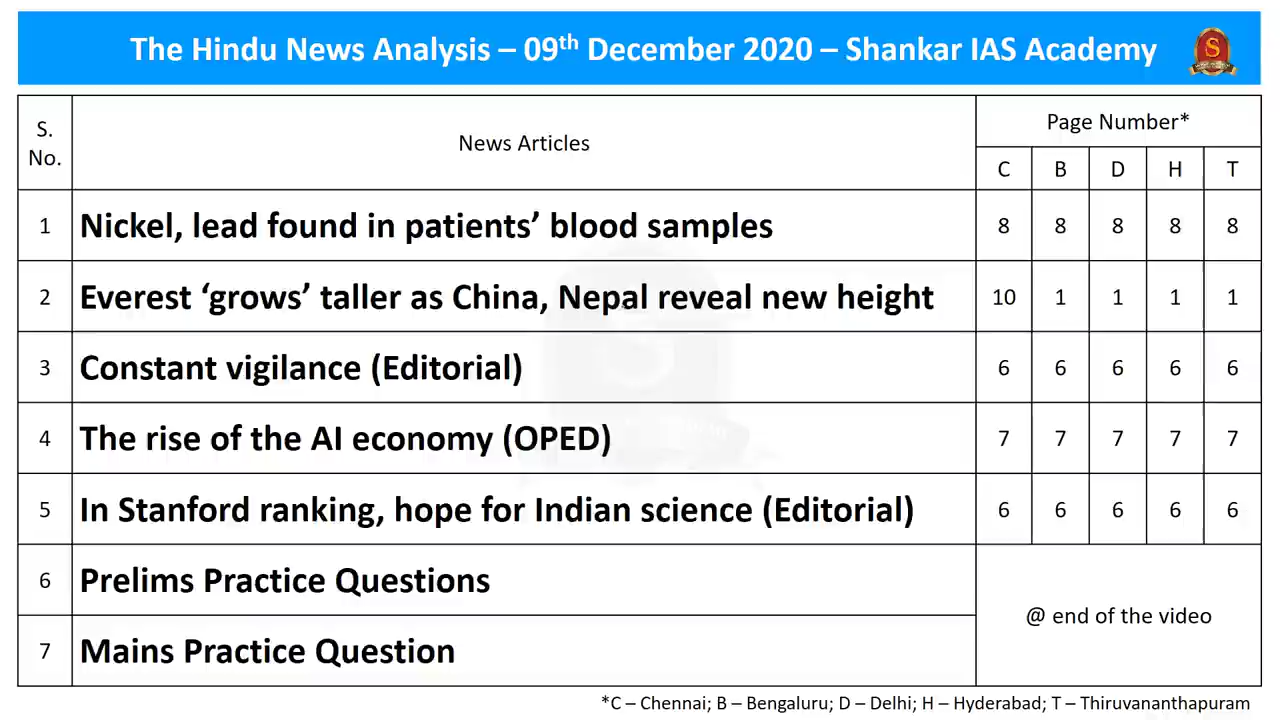 The Hindu News Analysis – 09th December 2020 – Shankar IAS Academy
S
S. No. News Articles Page Number*
C B D H T
1 Nickel, lead found in patients’ blood samples 8 8 8 8 8
2 Everest ‘grows’ taller as China, Nepal reveal new height 10 1 1 1 1
3 Constant vigilance (Editorial) 6 6 6 6 6
4 The rise of the AI economy (OPED) 7 7 7 7 7
5 In Stanford ranking, hope for Indian science (Editorial) 6 6 6 6 6
6 Prelims Practice Questions
@ end of the video
7 Mains Practice Question
*C – Chennai; B – Bengaluru; D – Delhi; H – Hyderabad; T – Thiruvananthapuram